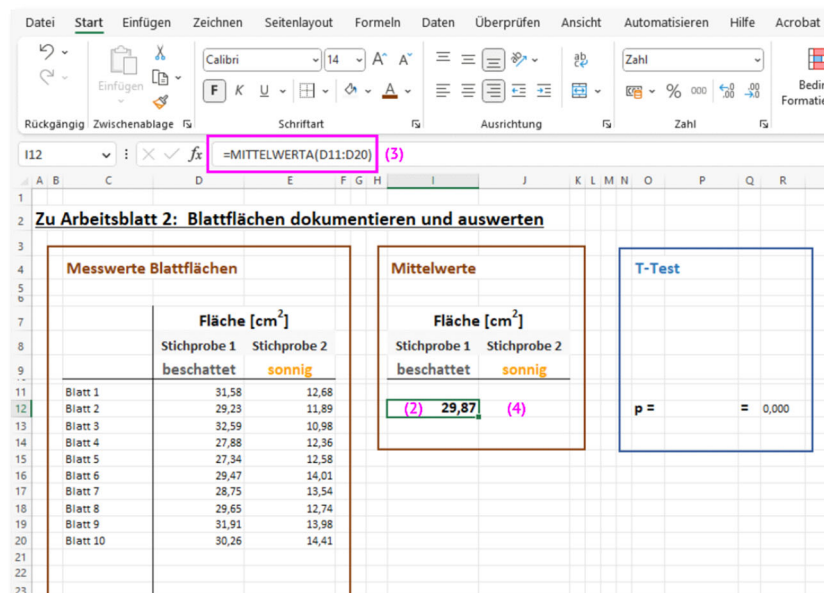 Datei Start Einfügen Zeichnen Seitenlayout Formeln Daten Überprüfen Ansicht Automatisieren Hilfe Acrobat
Calibri 14 A A ab Zahl
Einfügen F K U A % 000 Bedin
Formatie
Rückgängig Zwischenablage Schriftart Ausrichtung Zahl
I12 fx =MITTELWERTA(D11:D20) (3)
A B C D E F G H I J K L M N O P Q R
1
2 Zu Arbeitsblatt 2: Blattflächen dokumentieren und auswerten
3
4 Messwerte Blattflächen Mittelwerte T-Test
5
6
7 Fläche [cm²] Fläche [cm²]
8 Stichprobe 1 Stichprobe 2 Stichprobe 1 Stichprobe 2
9 beschattet sonnig beschattet sonnig
11 Blatt 1 31,58 12,68
12 Blatt 2 29,23 11,89 (2) 29,87 (4) p = = 0,000
13 Blatt 3 32,59 10,98
14 Blatt 4 27,88 12,36
15 Blatt 5 27,34 12,58
16 Blatt 6 29,47 14,01
17 Blatt 7 28,75 13,54
18 Blatt 8 29,65 12,74
19 Blatt 9 31,91 13,98
20 Blatt 10 30,26 14,41
21
22
23